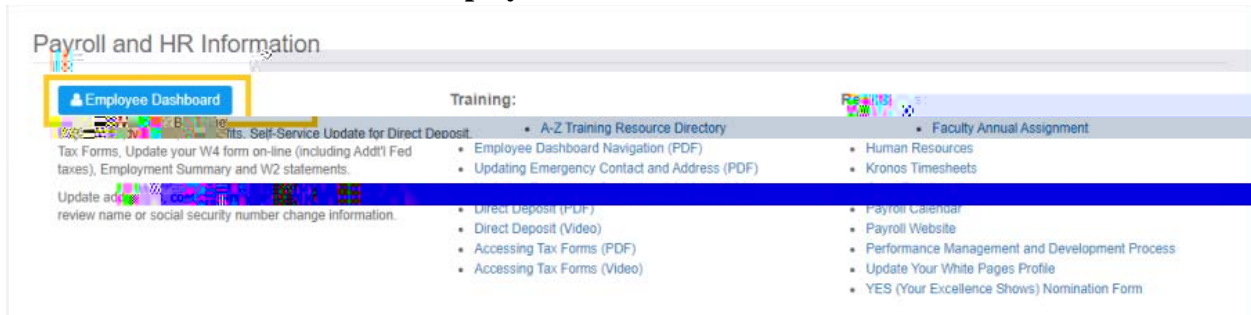 Payroll and HR Information
Employee Dashboard
fits. Self-Service Update for Direct Deposit.
Tax Forms, Update your W4 form on-line (including Addt'l Fed
taxes), Employment Summary and W2 statements.
Update
review name or social security number change information.
Training:
A-Z Training Resource Directory
Employee Dashboard Navigation (PDF)
Updating Emergency Contact and Address (PDF)
Direct Deposit (PDF)
Direct Deposit (Video)
Accessing Tax Forms (PDF)
Accessing Tax Forms (Video)
Faculty Annual Assignment
Human Resources
Kronos Timesheets
Payroll Calendar
Payroll Website
Performance Management and Development Process
Update Your White Pages Profile
YES (Your Excellence Shows) Nomination Form